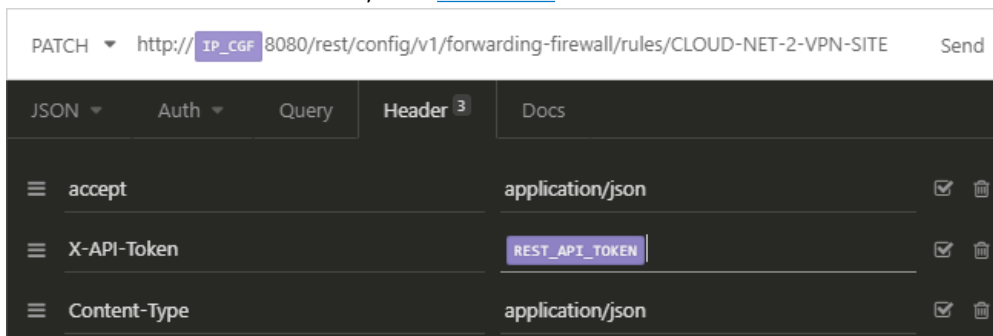 PATCH http:// IP_CGF 8080/rest/config/v1/forwarding-firewall/rules/CLOUD-NET-2-VPN-SITE Send
JSON Auth Query Header 3 Docs
accept application/json
X-API-Token REST_API_TOKEN
Content-Type application/json